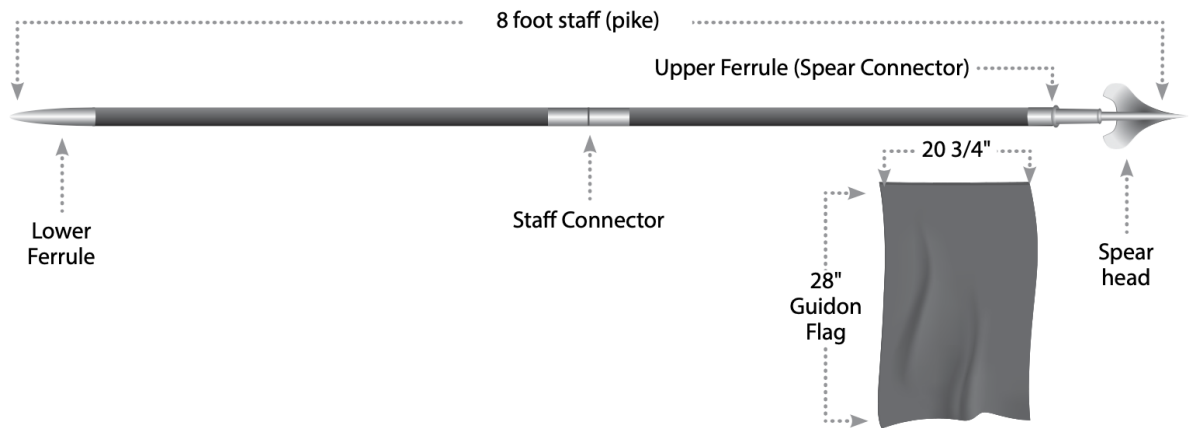 8 foot staff (pike)
Upper Ferrule (Spear Connector)
20 3/4"
Lower
Ferrule
Staff Connector
28"
Guidon
Flag
Spear
head